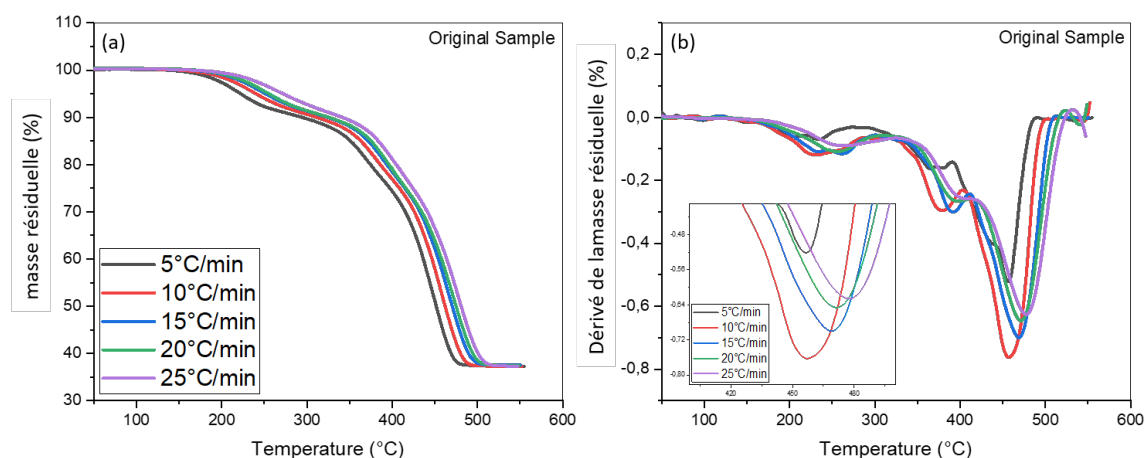 (a)
Original Sample
masse résiduelle (%)
110
100
90
80
70
60
50
40
30
5°C/min
10°C/min
15°C/min
20°C/min
25°C/min
100
200
300
400
500
600
Temperature (°C)
(b)
Original Sample
Dérivé de lamasse résiduelle (%)
0,2
0,0
-0,2
-0,4
-0,6
-0,8
-0.48
-0.56
-0.64
-0.72
-0.80
5°C/min
10°C/min
15°C/min
20°C/min
25°C/min
420
450
480
0
100
200
300
400
500
600
Temperature (°C)